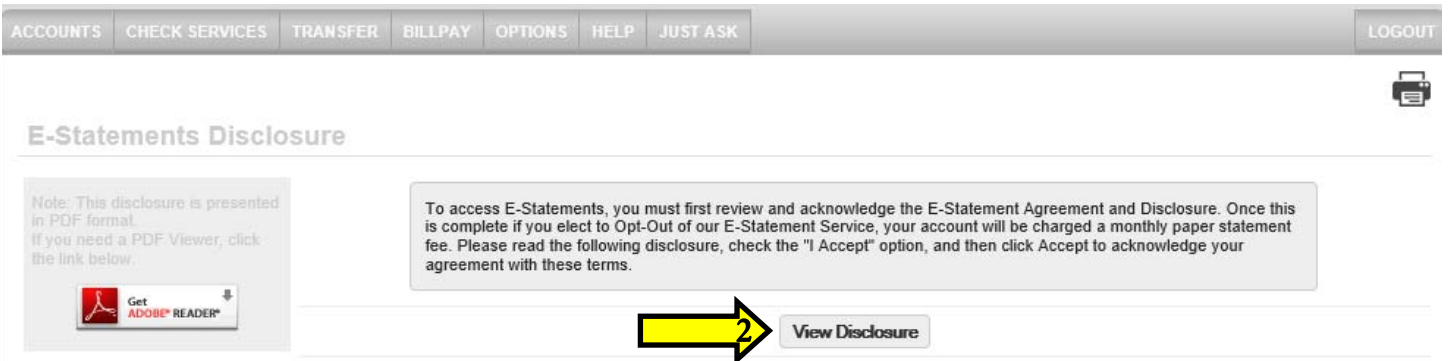 ACCOUNTS CHECK SERVICES TRANSFER BILLPAY OPTIONS HELP JUST ASK LOGOUT
E-Statements Disclosure
Note: This disclosure is presented
in PDF format.
If you need a PDF Viewer, click
the link below.
Get
ADOBE® READER®
To access E-Statements, you must first review and acknowledge the E-Statement Agreement and Disclosure. Once this
is complete if you elect to Opt-Out of our E-Statement Service, your account will be charged a monthly paper statement
fee. Please read the following disclosure, check the "I Accept" option, and then click Accept to acknowledge your
agreement with these terms.
2 View Disclosure